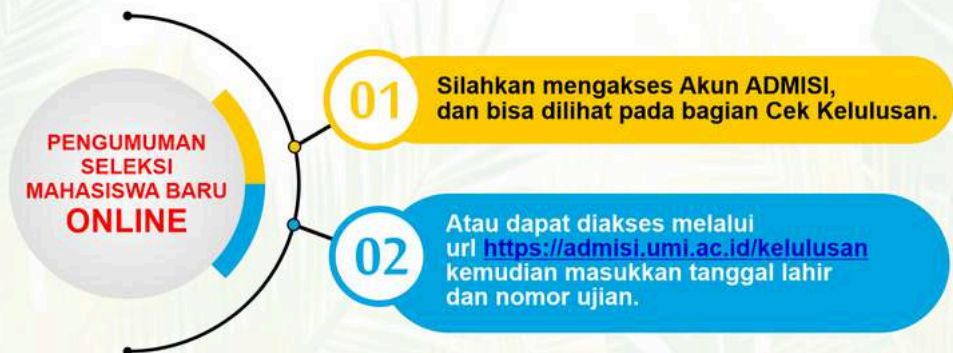 PENGUMUMAN
SELEKSI
MAHASISWA BARU
ONLINE
01
Silahkan mengakses Akun ADMISI,
dan bisa dilihat pada bagian Cek Kelulusan.
02
Atau dapat diakses melalui
url https://admisi.umi.ac.id/kelulusan
kemudian masukkan tanggal lahir
dan nomor ujian.